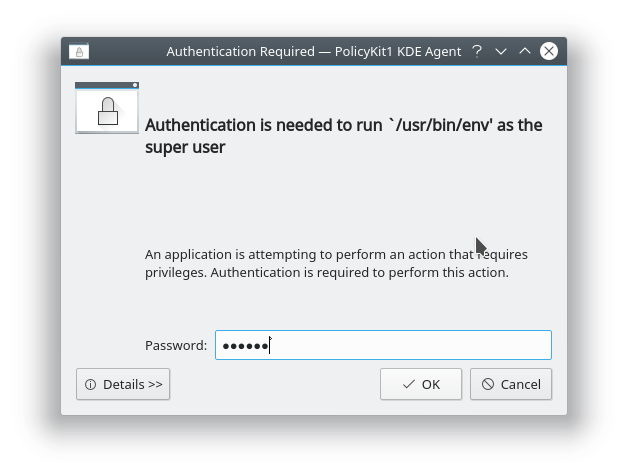 Authentication Required — PolicyKit1 KDE Agent
Authentication is needed to run `/usr/bin/env' as the
super user
An application is attempting to perform an action that requires
privileges. Authentication is required to perform this action.
Password: ●●●●●●
Details >>
OK
Cancel